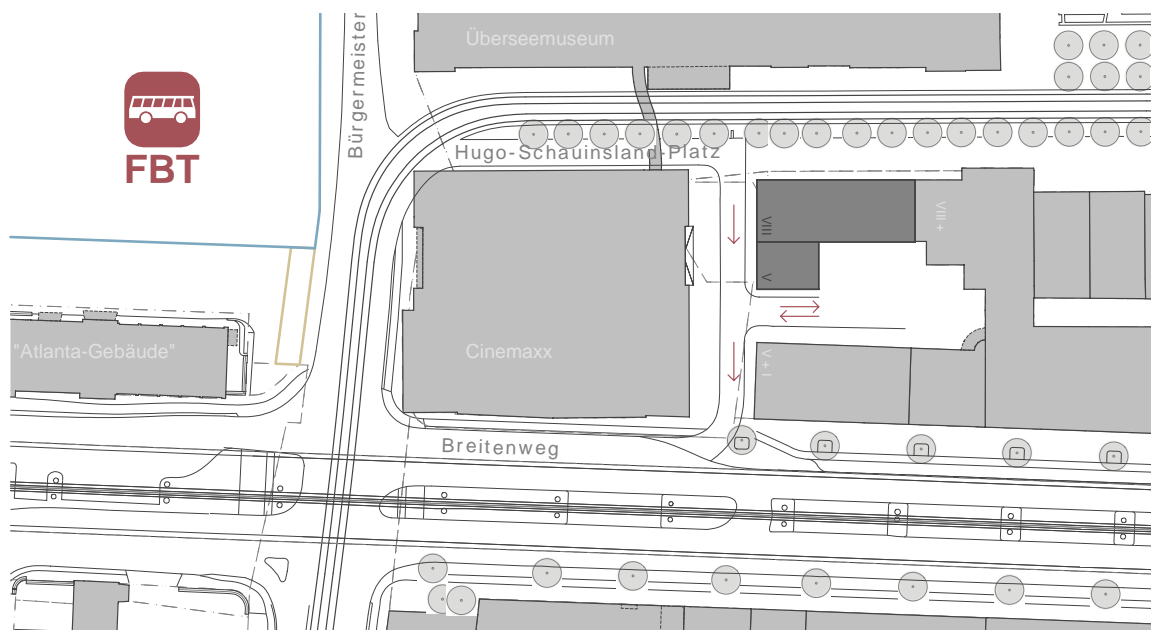 Überseemuseum
Bürgermeister
FBT
Hugo-Schauinsland-Platz
VIII
VIII +
V
"Atlanta-Gebäude"
Cinemaxx
V + I
Breitenweg